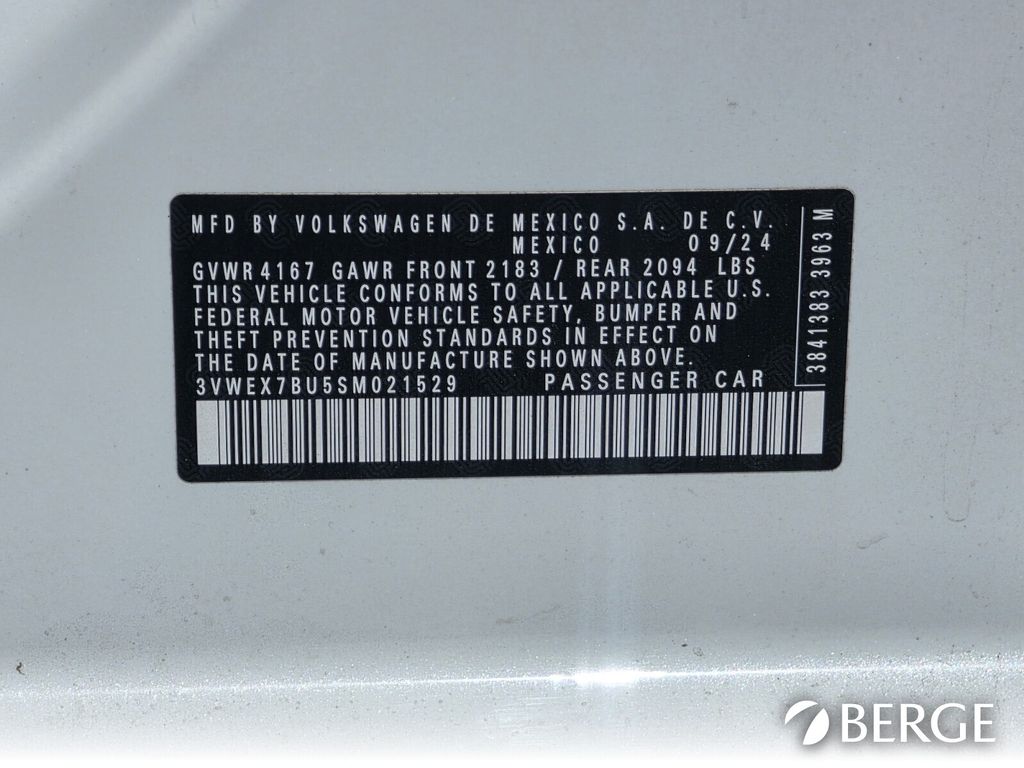 MFD BY VOLKSWAGEN DE MEXICO S.A. DE C.V.
MEXICO 09/24
GVWR 4167 GAWR FRONT 2183 / REAR 2094 LBS
THIS VEHICLE CONFORMS TO ALL APPLICABLE U.S.
FEDERAL MOTOR VEHICLE SAFETY, BUMPER AND
THEFT PREVENTION STANDARDS IN EFFECT ON
THE DATE OF MANUFACTURE SHOWN ABOVE.
3VWEX7BU5SM021529 PASSENGER CAR
3841383 3963 M
BERGE